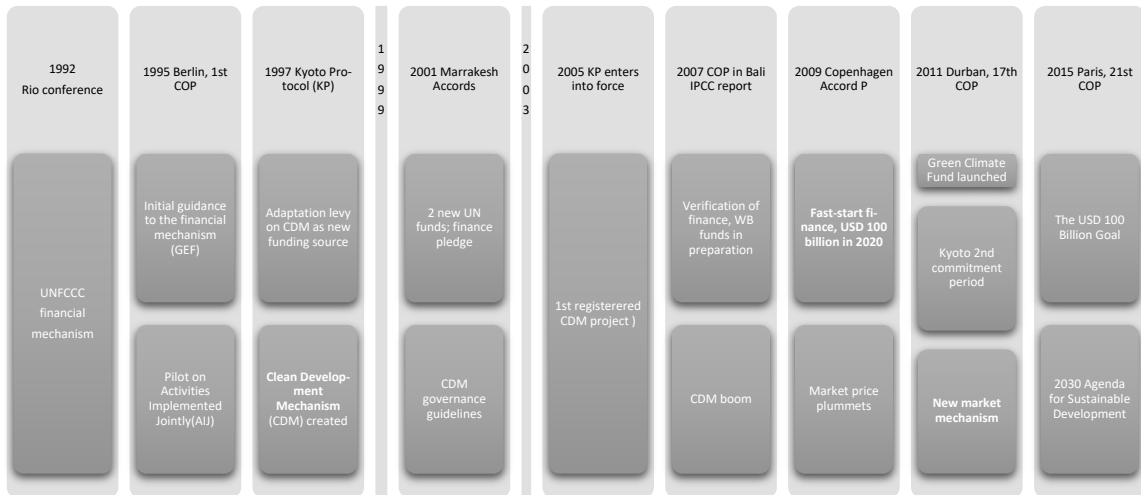 1992
Rio conference
UNFCCC
financial
mechanism
1995 Berlin, 1st
COP
Initial guidance
to the financial
mechanism
(GEF)
Pilot on
Activities
Implemented
Jointly(AIJ)
1997 Kyoto Pro-
tocol (KP)
Adaptation levy
on CDM as new
funding source
Clean Develop-
ment
Mechanism
(CDM) created
1
9
9
9
2001 Marrakesh
Accords
2 new UN
funds; finance
pledge
CDM
governance
guidelines
2
0
0
3
2005 KP enters
into force
1st registerered
CDM project )
2007 COP in Bali
IPCC report
Verification of
finance, WB
funds in
preparation
CDM boom
2009 Copenhagen
Accord P
Fast-start fi-
nance, USD 100
billion in 2020
Market price
plummets
2011 Durban, 17th
COP
Green Climate
Fund launched
Kyoto 2nd
commitment
period
New market
mechanism
2015 Paris, 21st
COP
The USD 100
Billion Goal
2030 Agenda
for Sustainable
Development